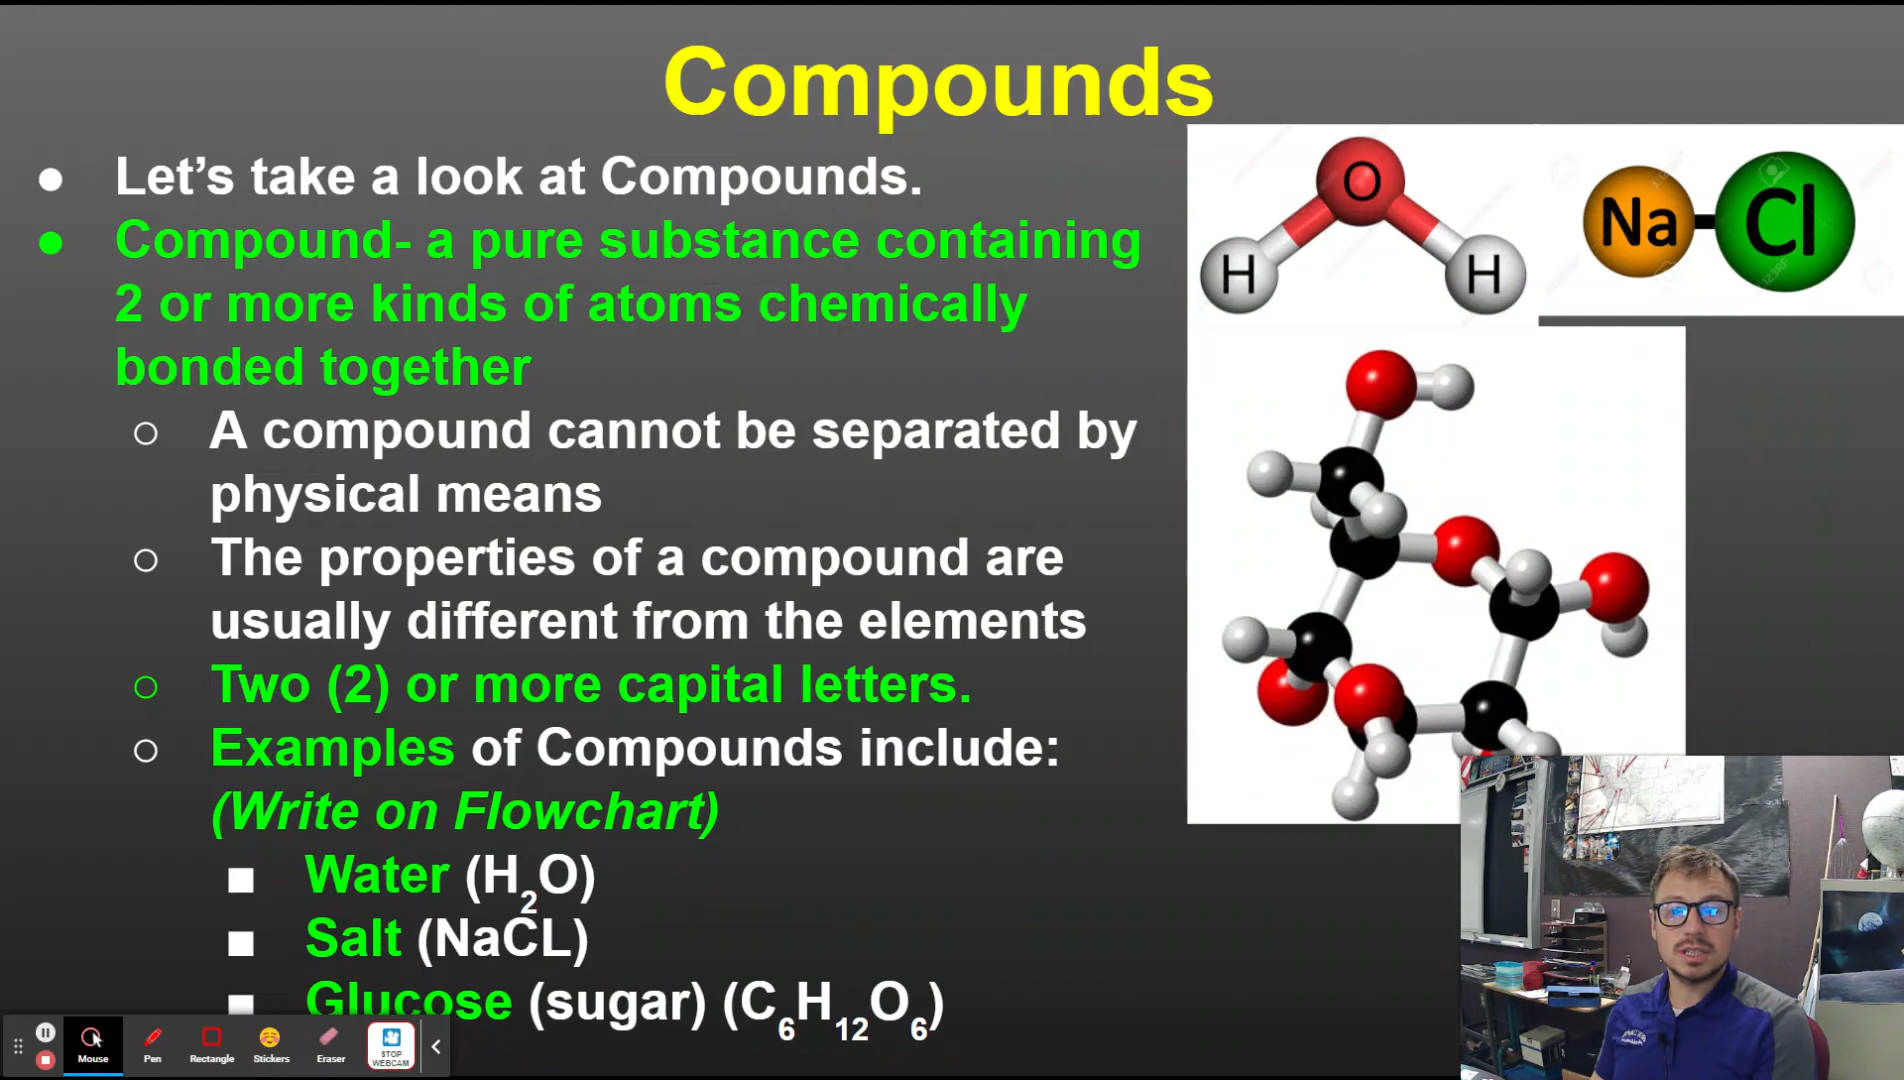 Compounds
● Let’s take a look at Compounds.
● Compound- a pure substance containing
2 or more kinds of atoms chemically
bonded together
○ A compound cannot be separated by
physical means
○ The properties of a compound are
usually different from the elements
○ Two (2) or more capital letters.
○ Examples of Compounds include:
(Write on Flowchart)
■ Water (H₂O)
■ Salt (NaCL)
■ Glucose (sugar) (C₆H₁₂O₆)
O
H H
Na Cl
Mouse Pen Rectangle Stickers Eraser STOP
WEBCAM